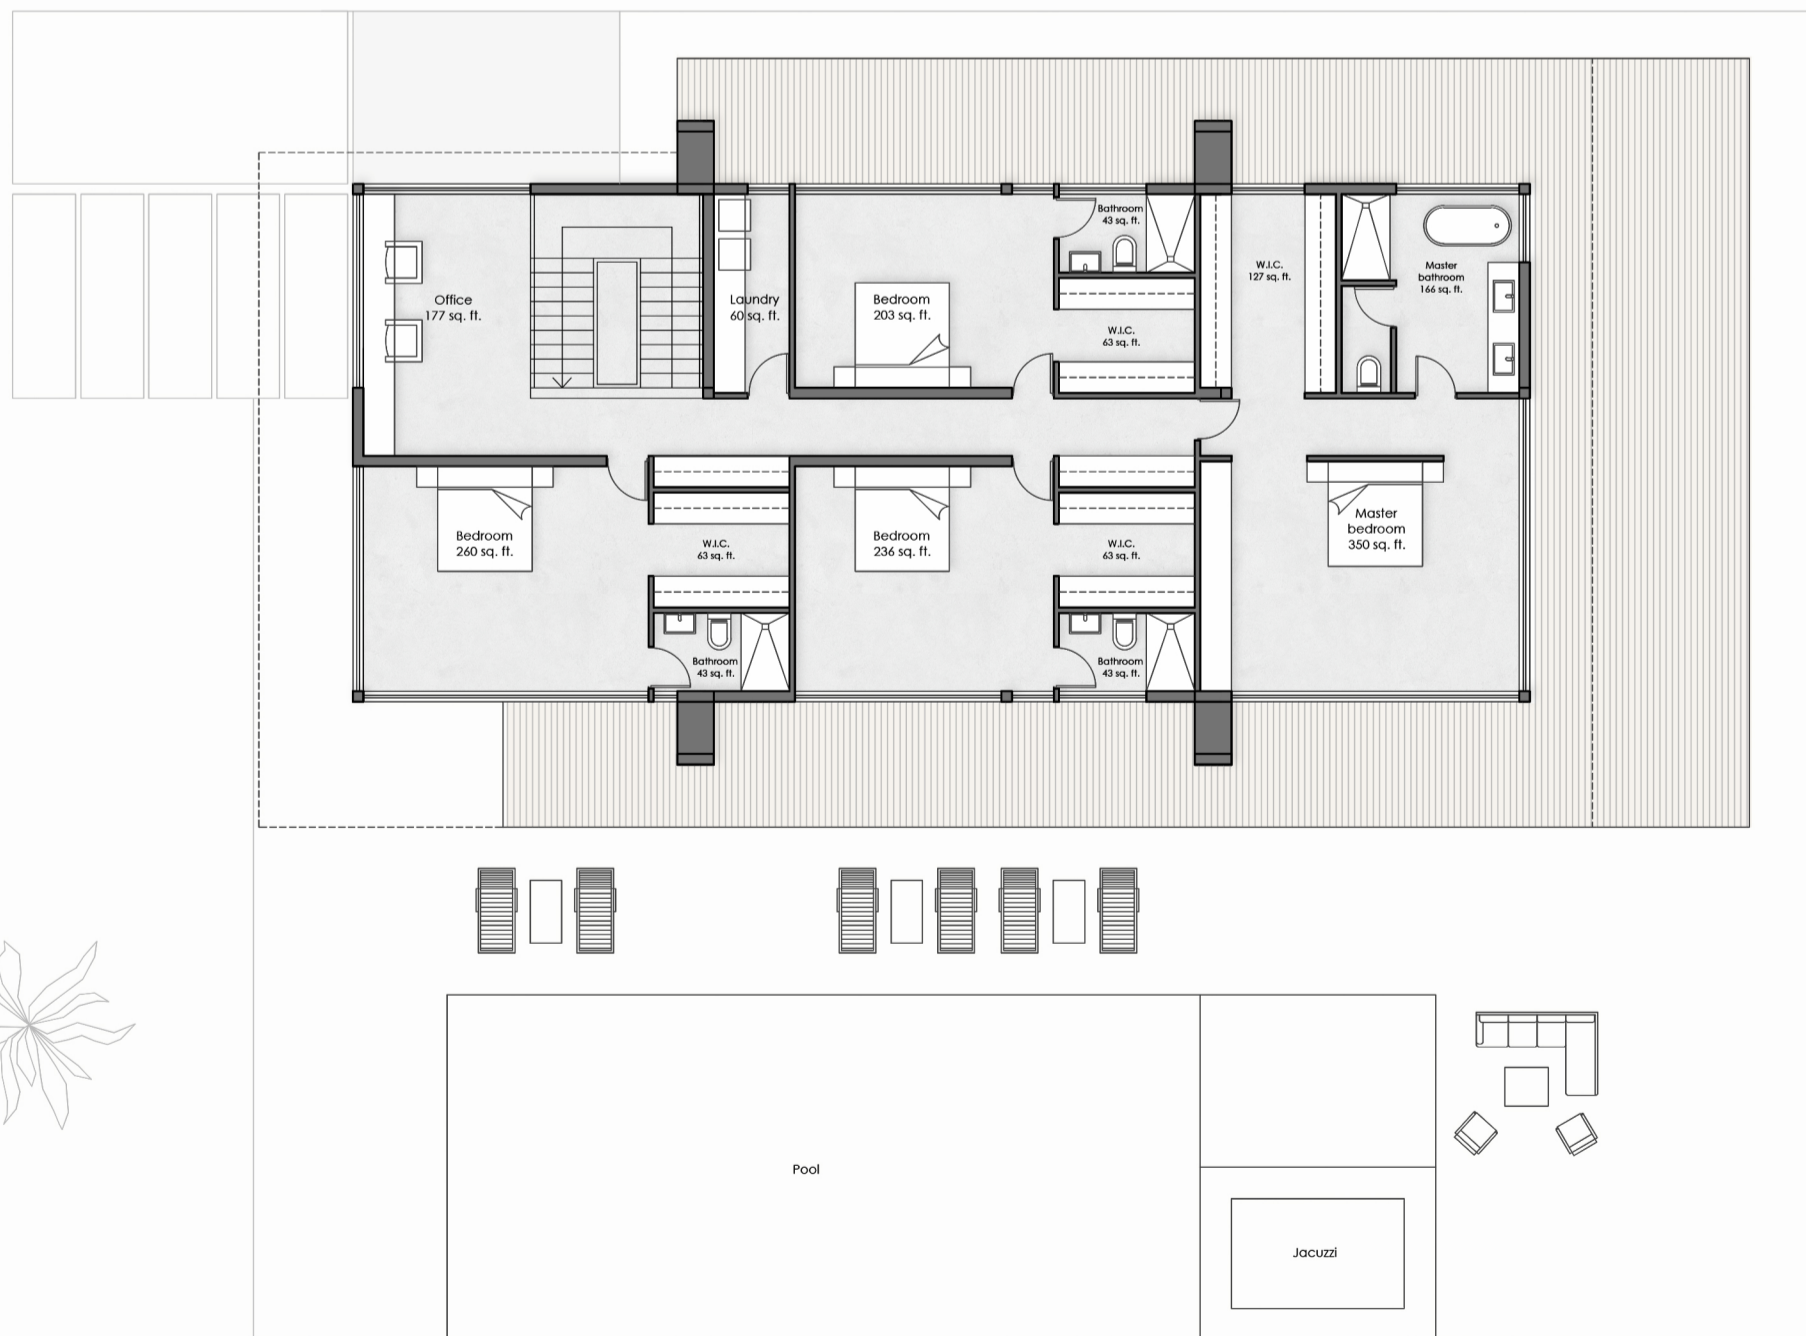 Office
177 sq. ft.
Laundry
60 sq. ft.
Bedroom
203 sq. ft.
Bathroom
43 sq. ft.
W.I.C.
63 sq. ft.
W.I.C.
127 sq. ft.
Master
bathroom
166 sq. ft.
Bedroom
260 sq. ft.
W.I.C.
63 sq. ft.
Bathroom
43 sq. ft.
Bedroom
236 sq. ft.
W.I.C.
63 sq. ft.
Bathroom
43 sq. ft.
Master
bedroom
350 sq. ft.
Pool
Jacuzzi